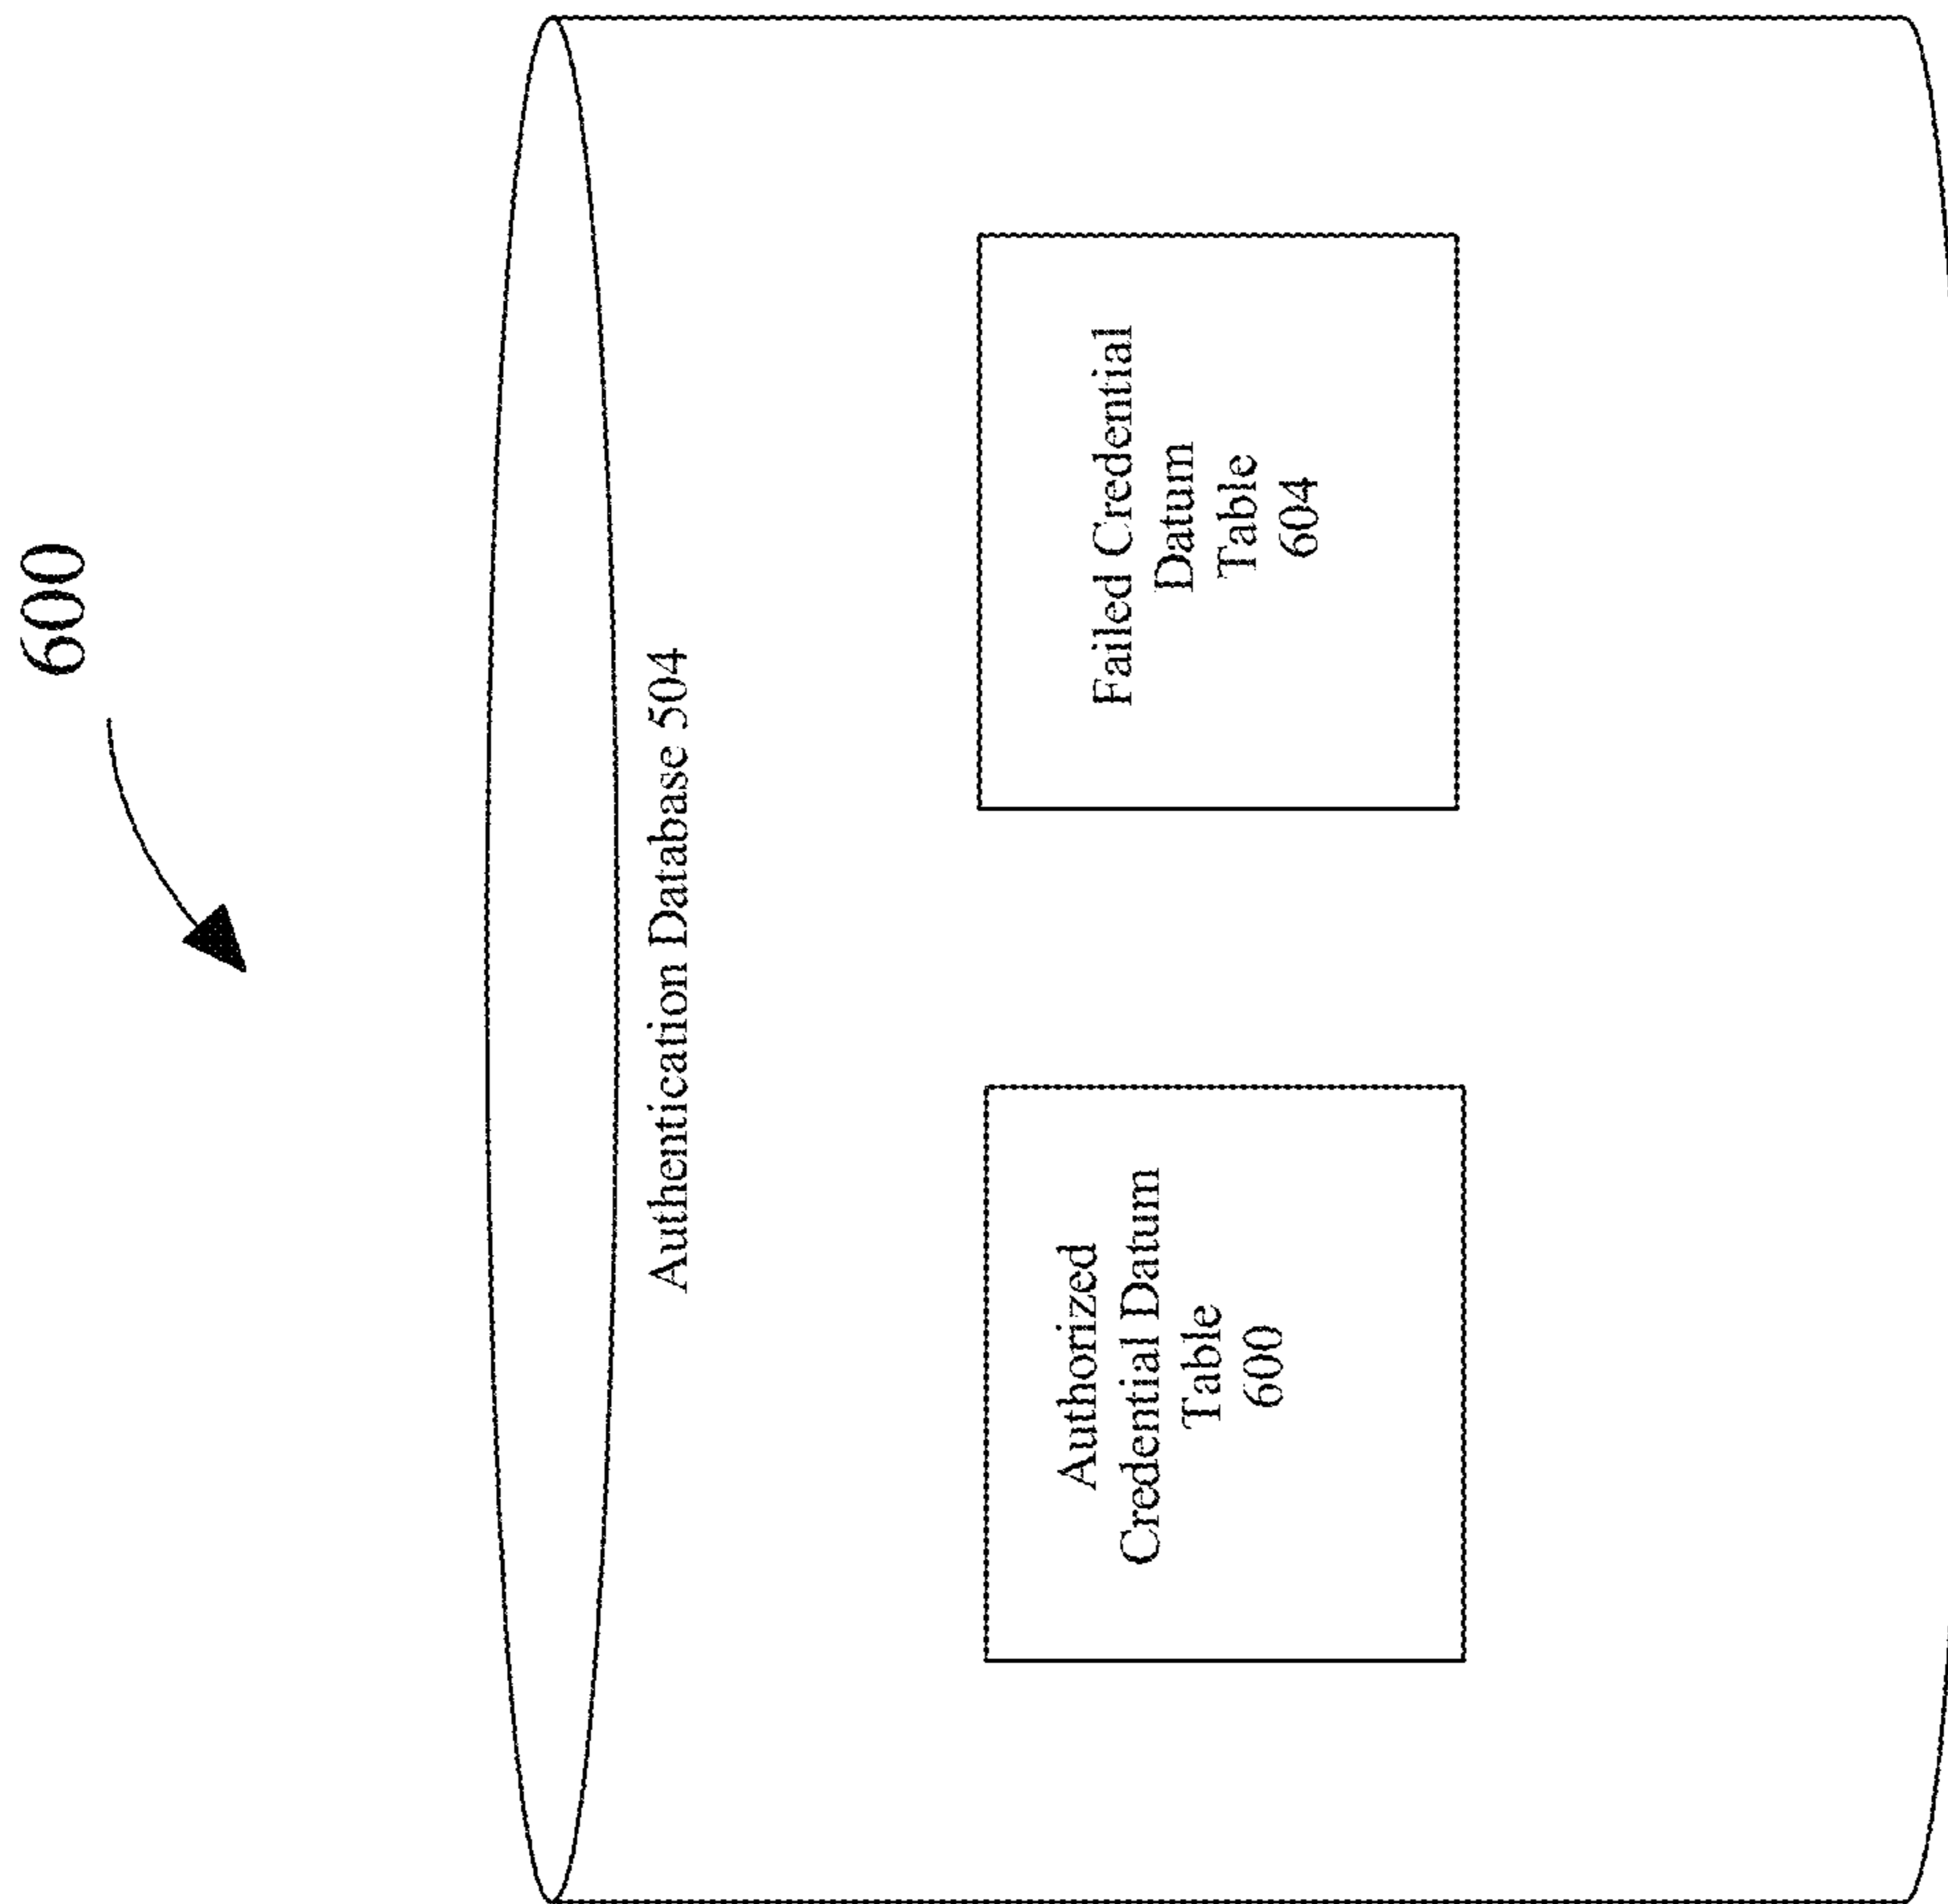 600
Authentication Database 504
Authorized
Credential Datum
Table
600
Failed Credential
Datum
Table
604